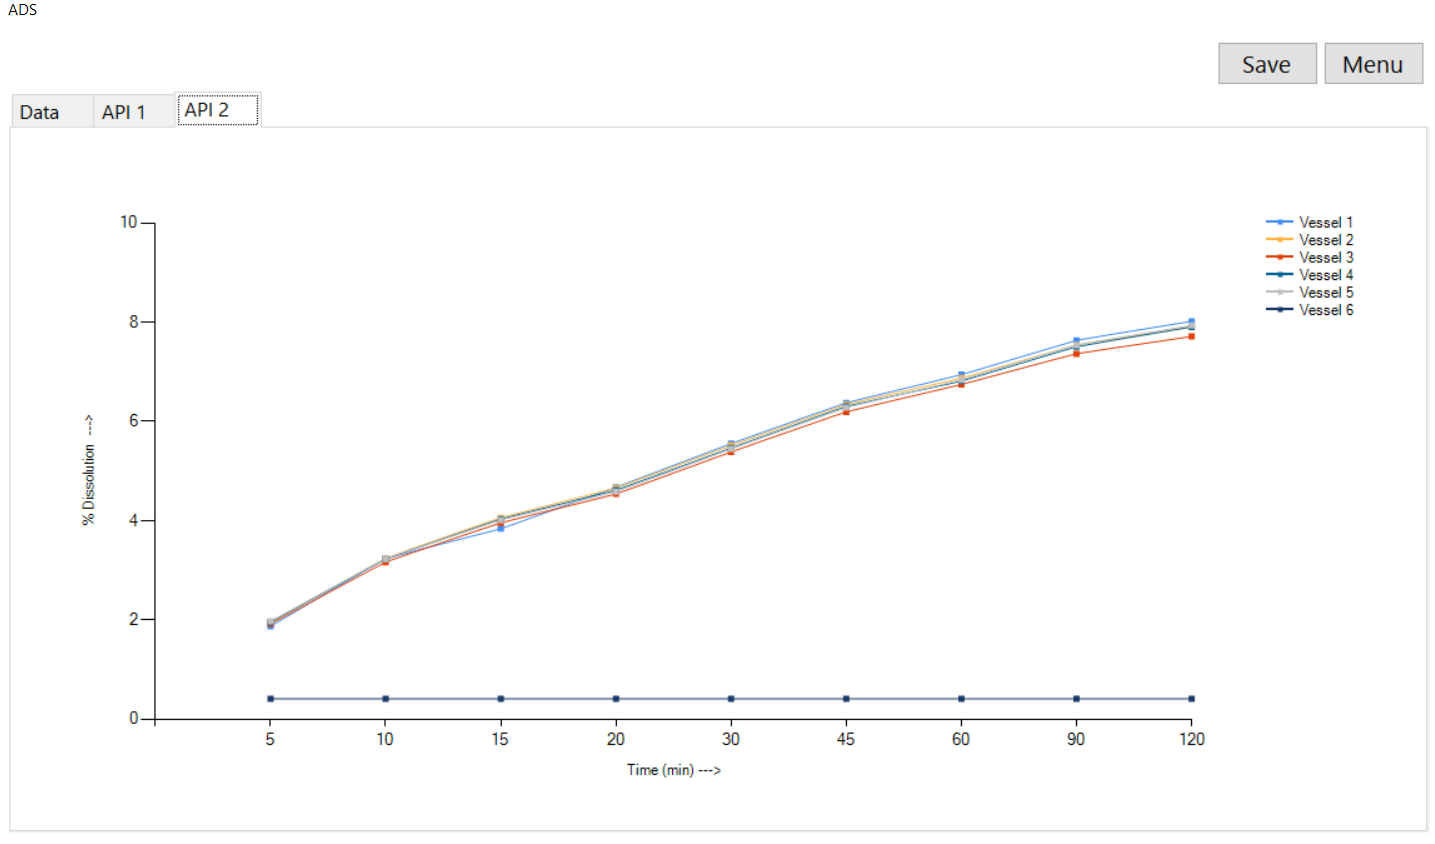 ADS
Save Menu
Data API 1 API 2
10
8
6
4
2
0
% Dissolution --->
5 10 15 20 30 45 60 90 120
Time (min) --->
Vessel 1
Vessel 2
Vessel 3
Vessel 4
Vessel 5
Vessel 6